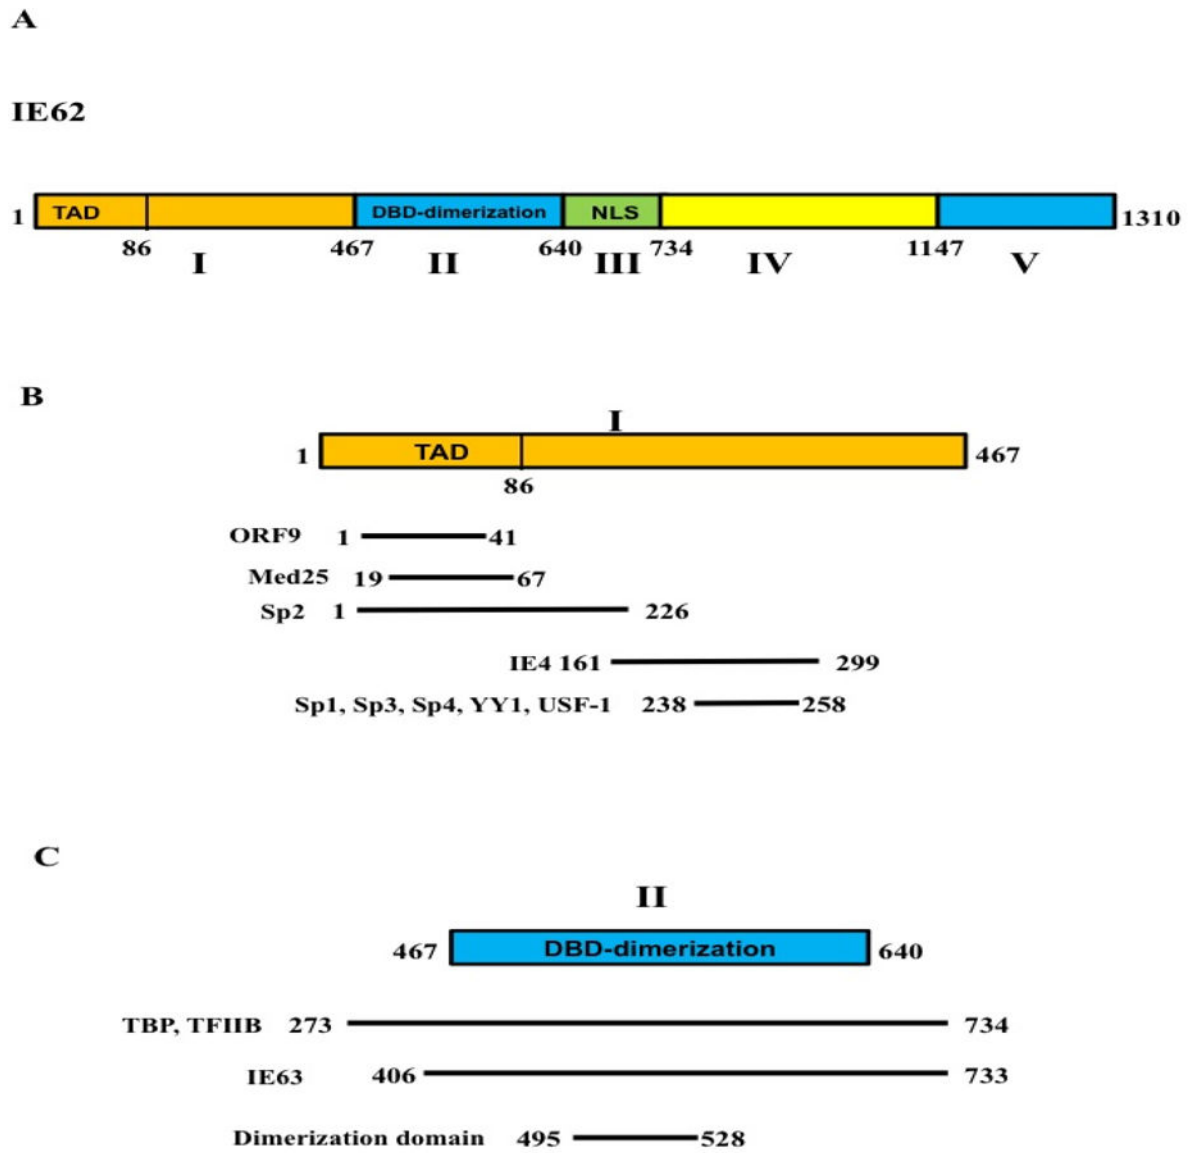 A
IE62
1 TAD DBD-dimerization NLS 1310
86 467 640 734 1147
I II III IV V
B
I
1 TAD 467
86
ORF9 1 41
Med25 19 67
Sp2 1 226
IE4 161 299
Sp1, Sp3, Sp4, YY1, USF-1 238 258
C
II
467 DBD-dimerization 640
TBP, TFIIB 273 734
IE63 406 733
Dimerization domain 495 528